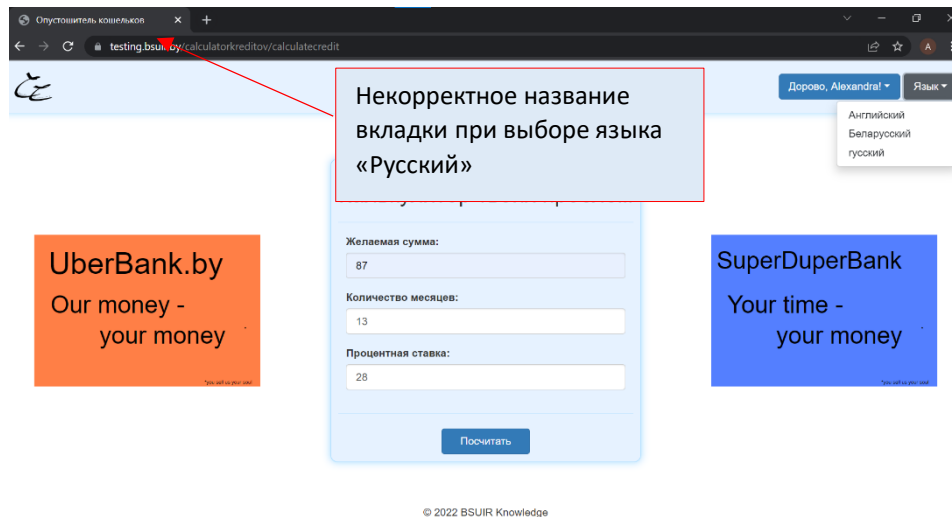 Опустошитель кошельков
testing.bsuir.by/calculatorkreditov/calculatecredit
A
Дорово, Alexandra!
Язык
Английский
Беларусский
русский
Некорректное название
вкладки при выборе языка
«Русский»
Желаемая сумма:
87
Количество месяцев:
13
Процентная ставка:
28
Посчитать
UberBank.by
Our money -
your money
SuperDuperBank
Your time -
your money
© 2022 BSUIR Knowledge